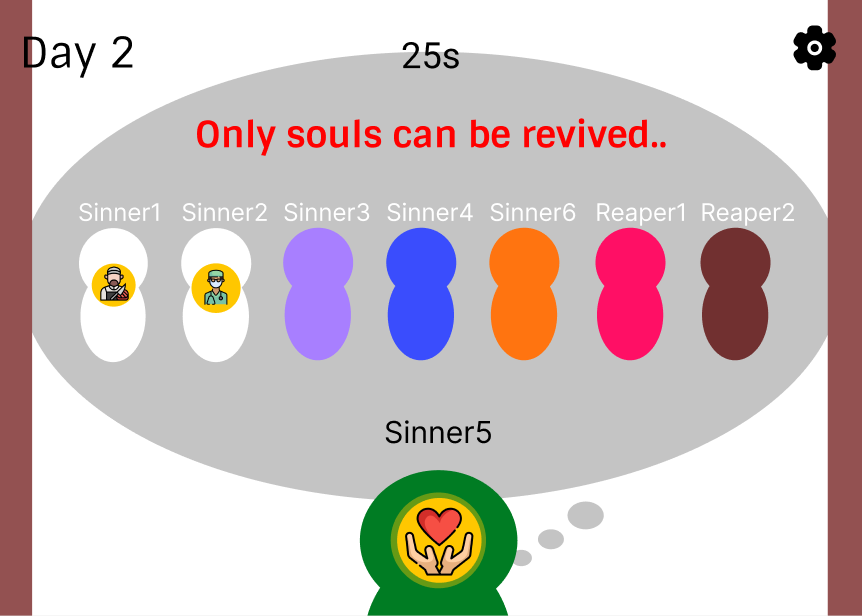 Day 2
25s
Only souls can be revived..
Sinner1 Sinner2 Sinner3 Sinner4 Sinner6 Reaper1 Reaper2
Sinner5